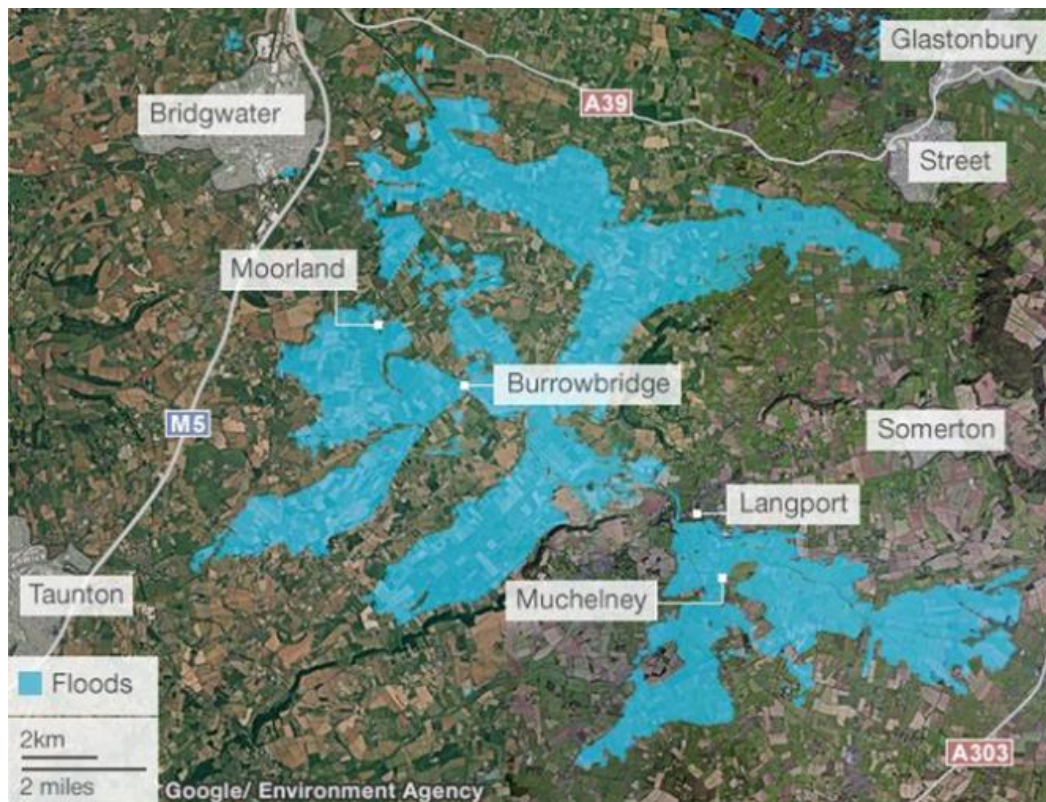 Glastonbury
A39
Bridgwater
Street
Moorland
Burrowbridge
M5
Somerton
Langport
Taunton
Muchelney
Floods
2km
A303
2 miles
Google/ Environment Agency